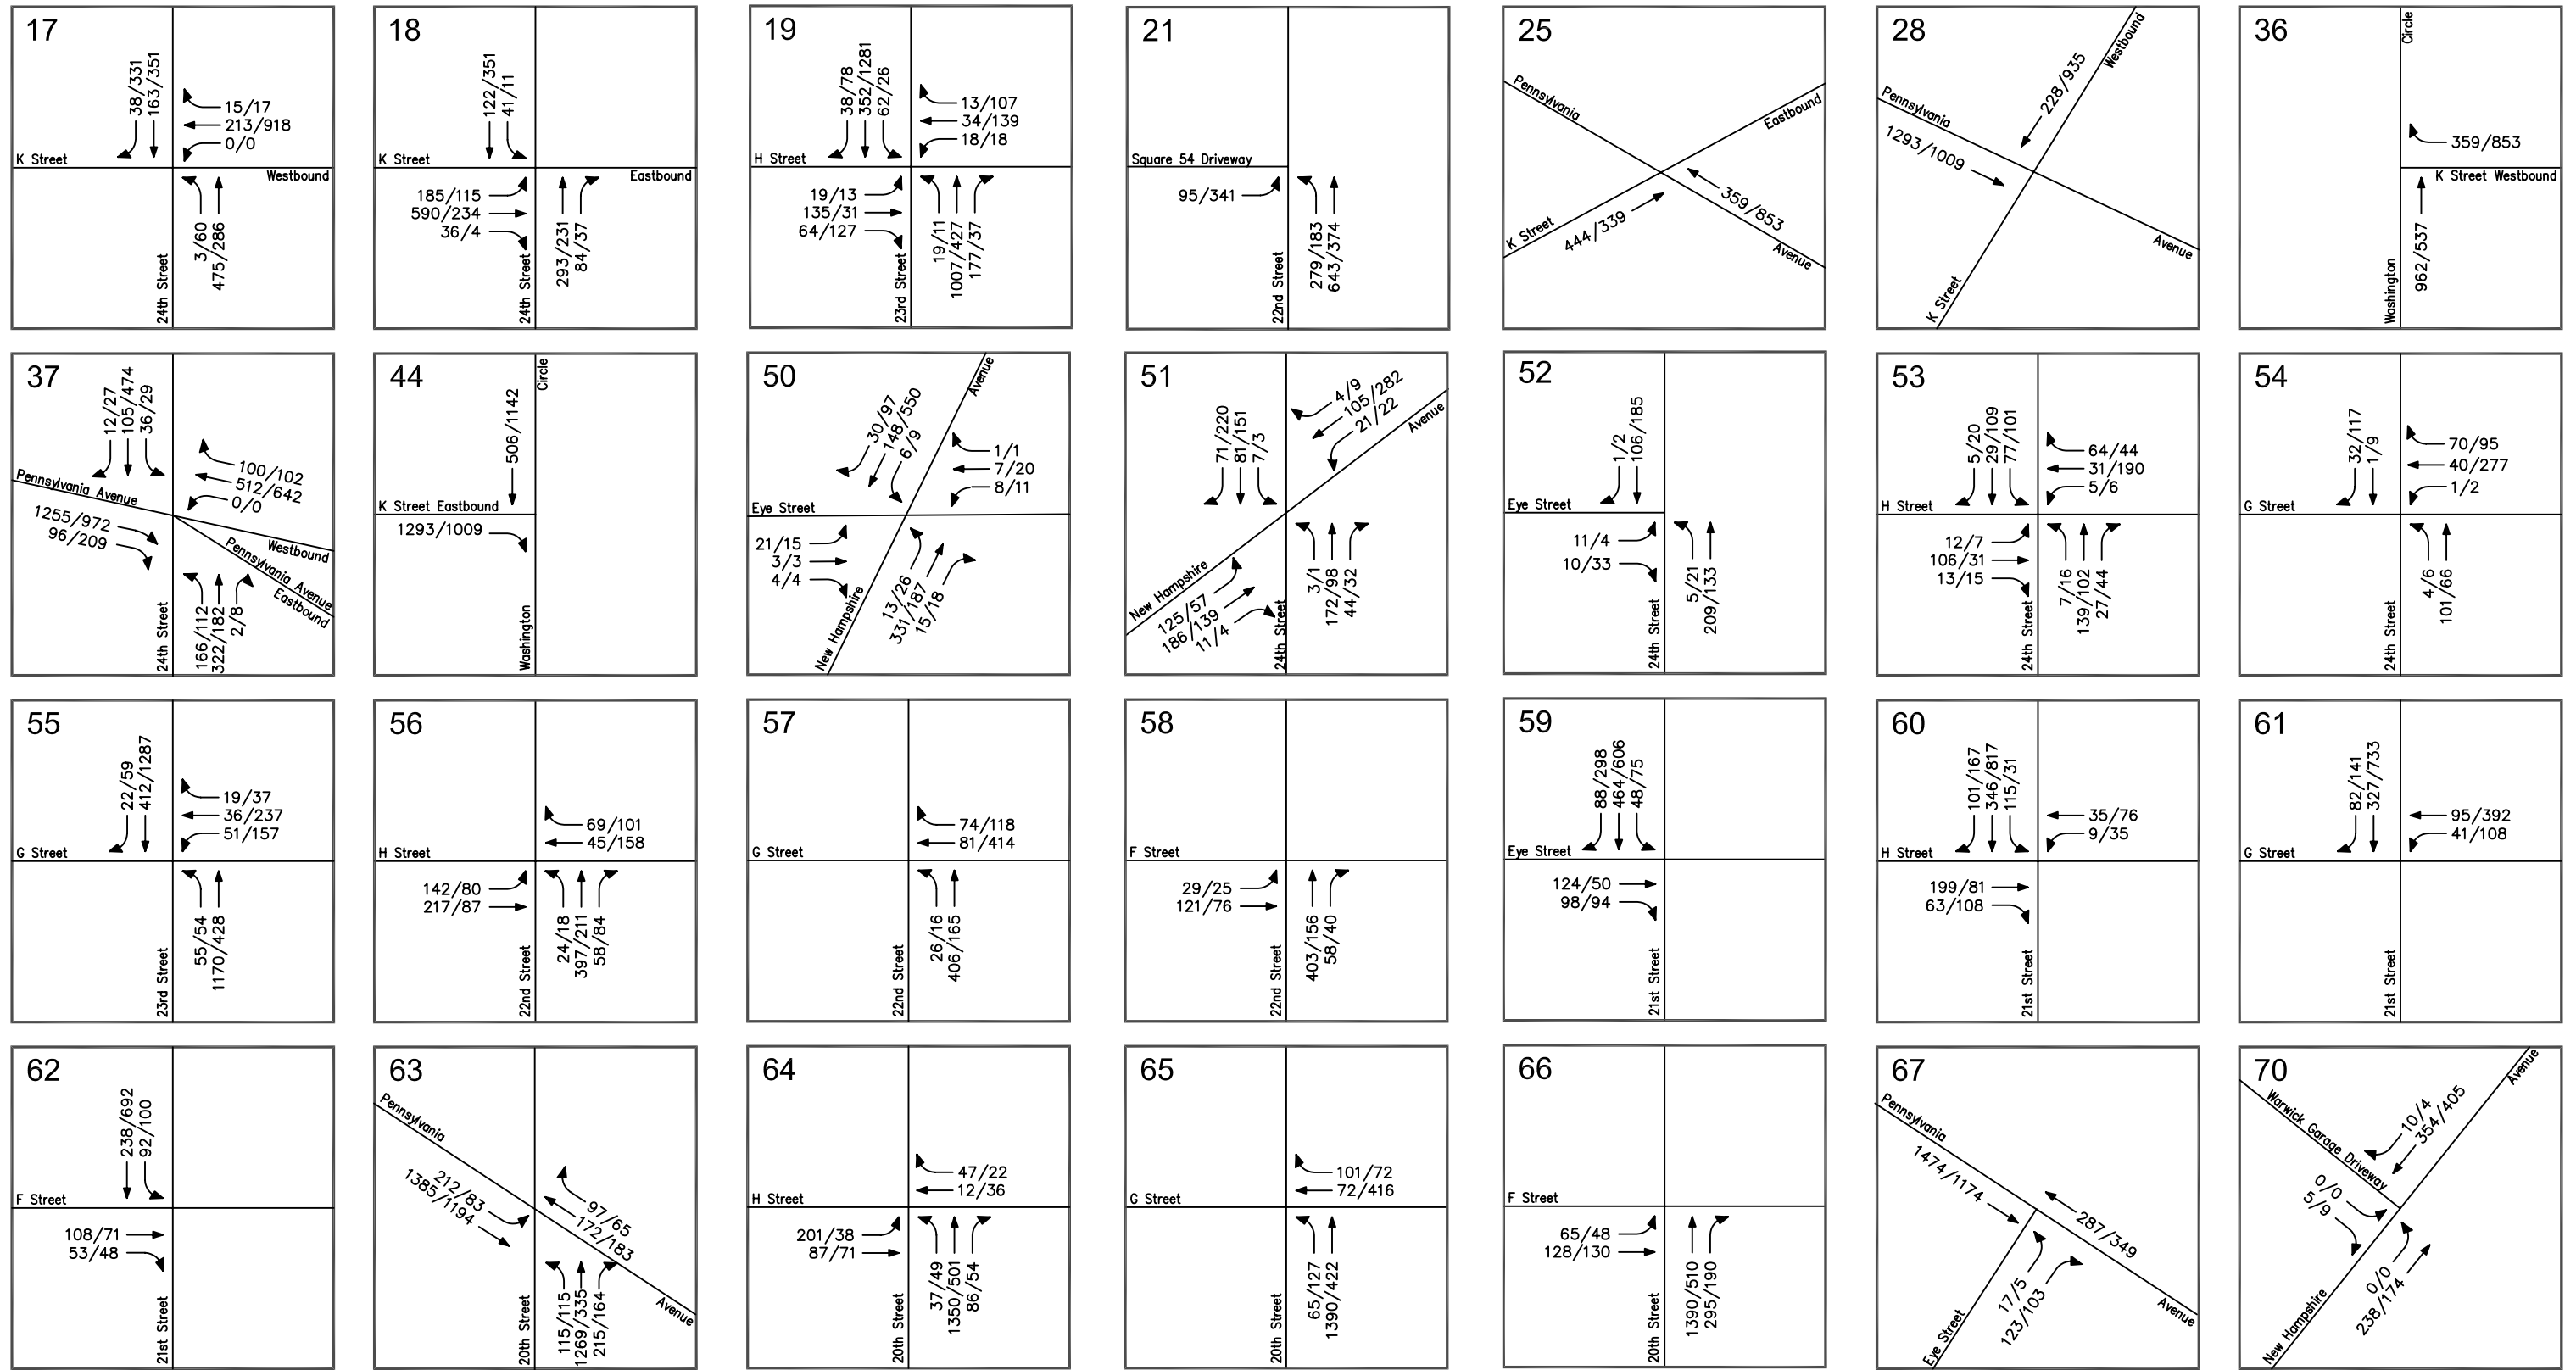 17
38/331
163/351
15/17
213/918
0/0
K Street
Westbound
3/60
475/286
24th Street
18
122/351
41/11
K Street
Eastbound
185/115
590/234
36/4
293/231
84/37
24th Street
19
38/78
352/1281
62/26
13/107
34/139
18/18
H Street
19/13
135/31
64/127
19/11
1007/427
177/37
23rd Street
21
Square 54 Driveway
95/341
279/183
643/374
22nd Street
25
Pennsylvania
Eastbound
K Street
444/339
359/853
Avenue
28
Westbound
228/935
Pennsylvania
1293/1009
Avenue
K Street
36
Circle
359/853
K Street Westbound
962/537
Washington
37
12/27
105/474
36/29
100/102
512/642
0/0
Pennsylvania Avenue
1255/972
96/209
Westbound
Pennsylvania Avenue
Eastbound
166/112
322/182
2/8
24th Street
44
Circle
506/1142
K Street Eastbound
1293/1009
Washington
50
Avenue
30/97
148/550
6/9
1/1
7/20
8/11
Eye Street
21/15
3/3
4/4
13/26
331/187
15/18
New Hampshire
51
4/9
105/282
21/22
Avenue
71/220
81/151
7/3
New Hampshire
125/57
186/139
11/4
3/1
172/98
44/32
24th Street
52
1/2
106/185
Eye Street
11/4
10/33
5/21
209/133
24th Street
53
5/20
29/109
77/101
64/44
31/190
5/6
H Street
12/7
106/31
13/15
7/16
139/102
27/44
24th Street
54
32/117
1/9
70/95
40/277
1/2
G Street
4/6
101/66
24th Street
55
22/59
412/1287
19/37
36/237
51/157
G Street
55/54
1170/428
23rd Street
56
69/101
45/158
H Street
142/80
217/87
24/18
397/211
58/84
22nd Street
57
74/118
81/414
G Street
26/16
406/165
22nd Street
58
F Street
29/25
121/76
403/156
58/40
22nd Street
59
88/298
464/606
48/75
Eye Street
124/50
98/94
21st Street
60
101/167
346/817
115/31
35/76
9/35
H Street
199/81
63/108
21st Street
61
82/141
327/733
95/392
41/108
G Street
21st Street
62
238/692
92/100
F Street
108/71
53/48
21st Street
63
Pennsylvania
212/83
1385/1194
97/65
172/183
115/115
1269/335
215/164
Avenue
20th Street
64
47/22
12/36
H Street
201/38
87/71
37/49
1350/501
86/54
20th Street
65
101/72
72/416
G Street
65/127
1390/422
20th Street
66
F Street
65/48
128/130
1390/510
295/190
20th Street
67
Pennsylvania
1474/1174
287/349
17/5
123/103
Avenue
Eye Street
70
Avenue
Warwick Garage Driveway
10/4
354/405
0/0
5/9
0/0
238/174
New Hampshire